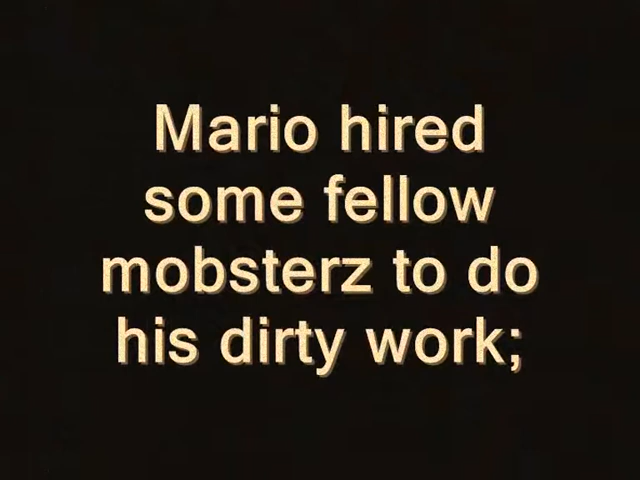 Mario hired
some fellow
mobsterz to do
his dirty work;